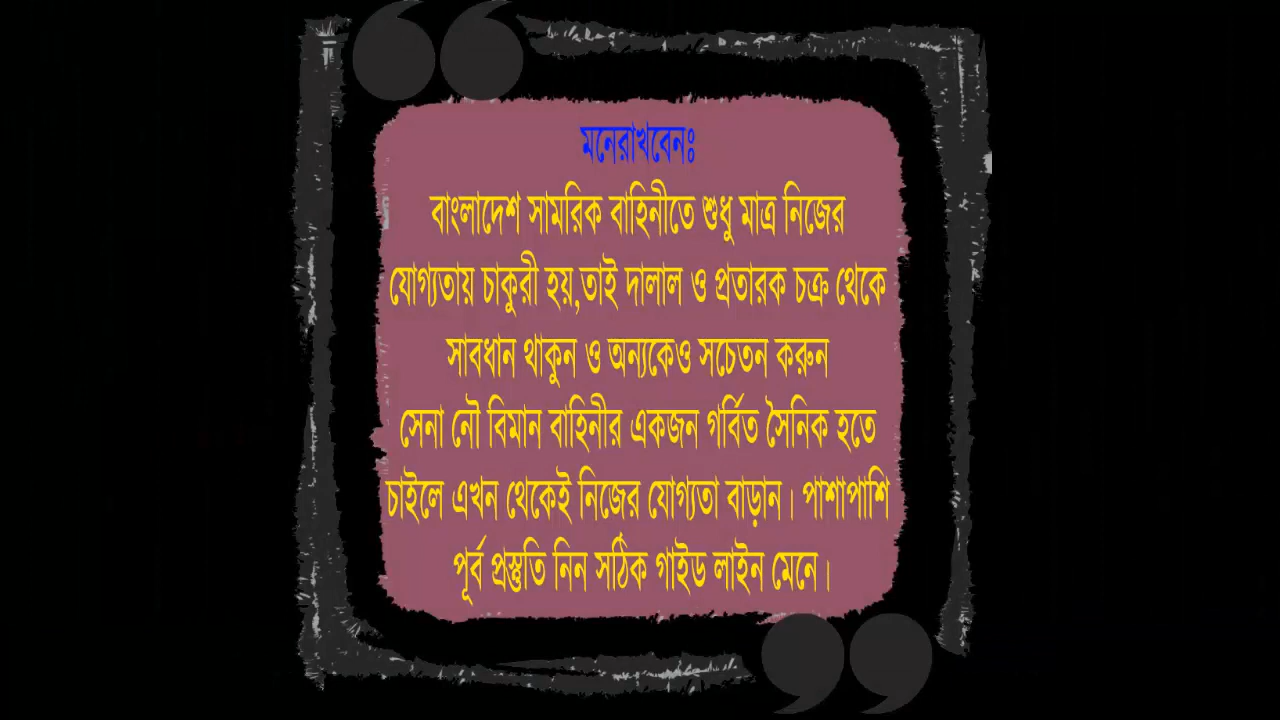 মনেরাখবেনঃ
বাংলাদেশ সামরিক বাহিনীতে শুধু মাত্র নিজের
যোগ্যতায় চাকুরী হয়,তাই দালাল ও প্রতারক চক্র থেকে
সাবধান থাকুন ও অন্যকেও সচেতন করুন
সেনা নৌ বিমান বাহিনীর একজন গর্বিত সৈনিক হতে
চাইলে এখন থেকেই নিজের যোগ্যতা বাড়ান। পাশাপাশি
পূর্ব প্রস্তুতি নিন সঠিক গাইড লাইন মেনে।